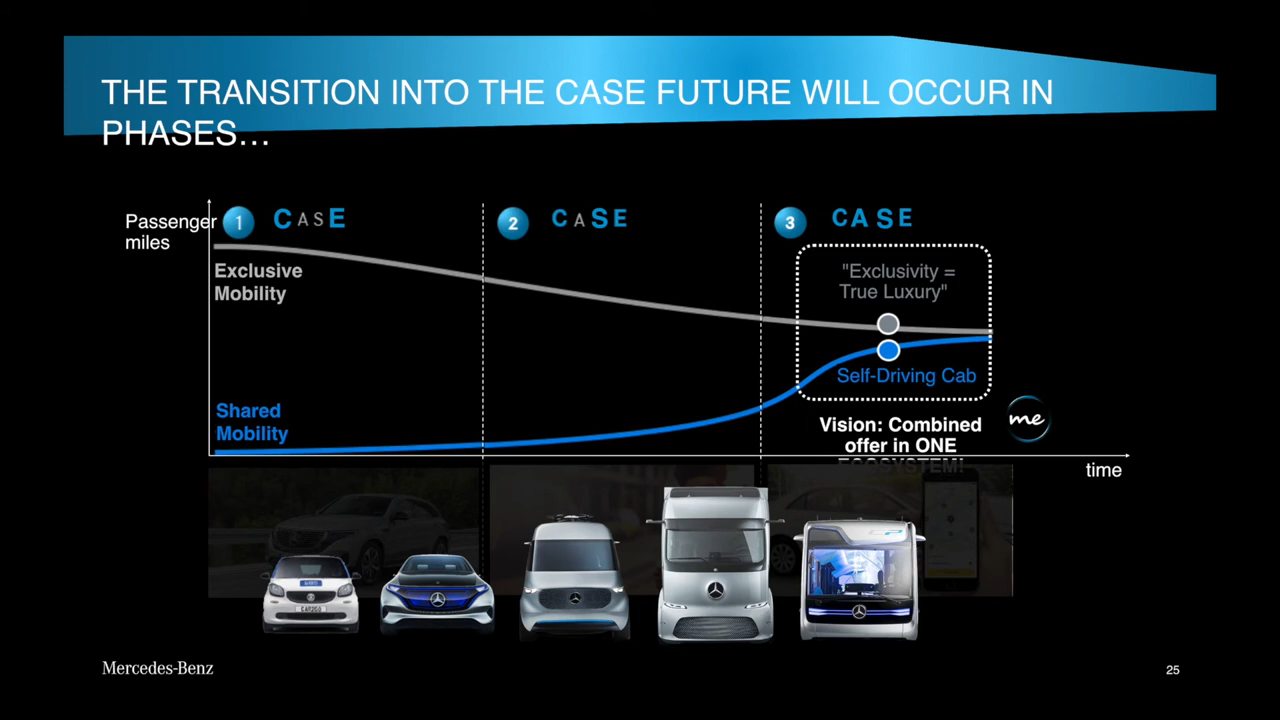 THE TRANSITION INTO THE CASE FUTURE WILL OCCUR IN
PHASES…
Passenger
miles
1
CASE
2
CASE
3
CASE
Exclusive
Mobility
"Exclusivity =
True Luxury"
Self-Driving Cab
Shared
Mobility
Vision: Combined
offer in ONE
ECOSYSTEM!
me
time
CAR2GO
Mercedes-Benz
25